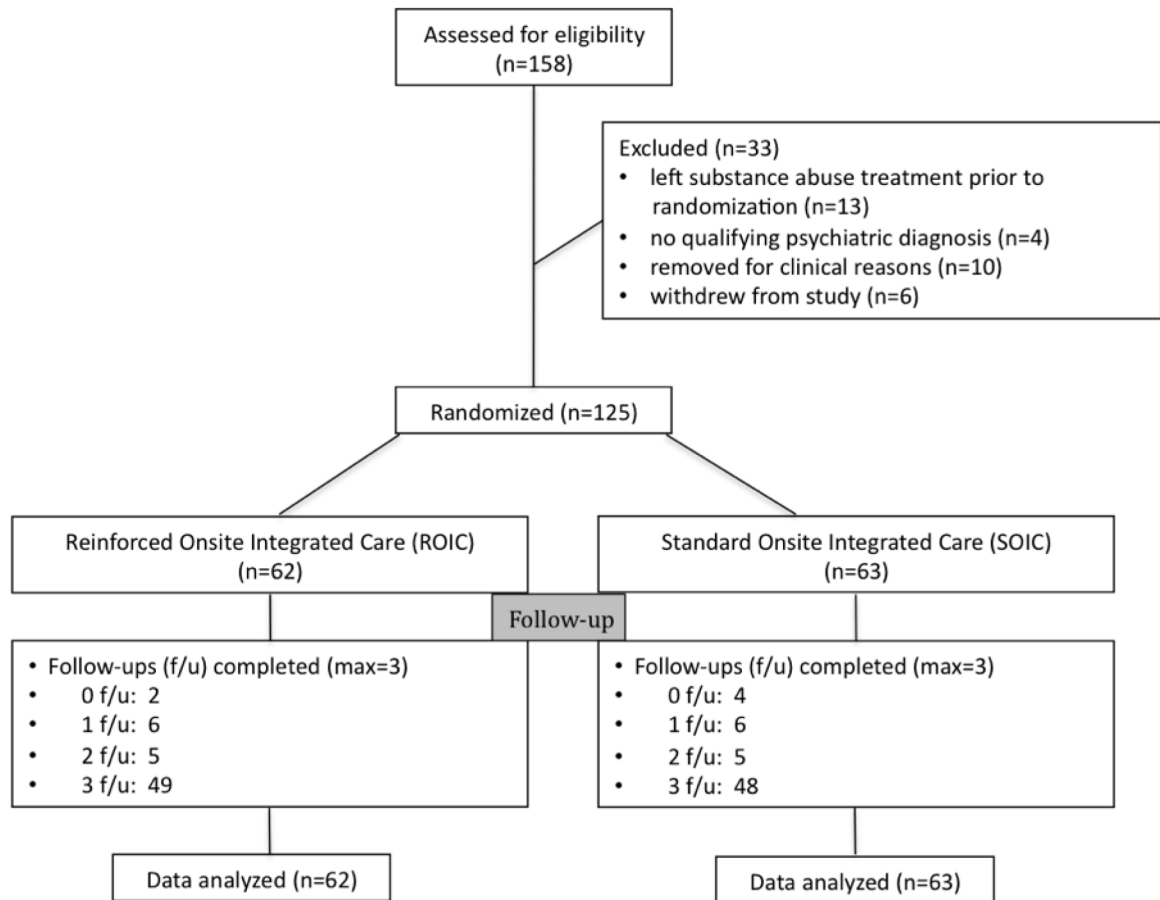 Assessed for eligibility
(n=158)
Excluded (n=33)
• left substance abuse treatment prior to
randomization (n=13)
• no qualifying psychiatric diagnosis (n=4)
• removed for clinical reasons (n=10)
• withdrew from study (n=6)
Randomized (n=125)
Reinforced Onsite Integrated Care (ROIC)
(n=62)
Standard Onsite Integrated Care (SOIC)
(n=63)
Follow-up
• Follow-ups (f/u) completed (max=3)
• 0 f/u: 2
• 1 f/u: 6
• 2 f/u: 5
• 3 f/u: 49
• Follow-ups (f/u) completed (max=3)
• 0 f/u: 4
• 1 f/u: 6
• 2 f/u: 5
• 3 f/u: 48
Data analyzed (n=62)
Data analyzed (n=63)